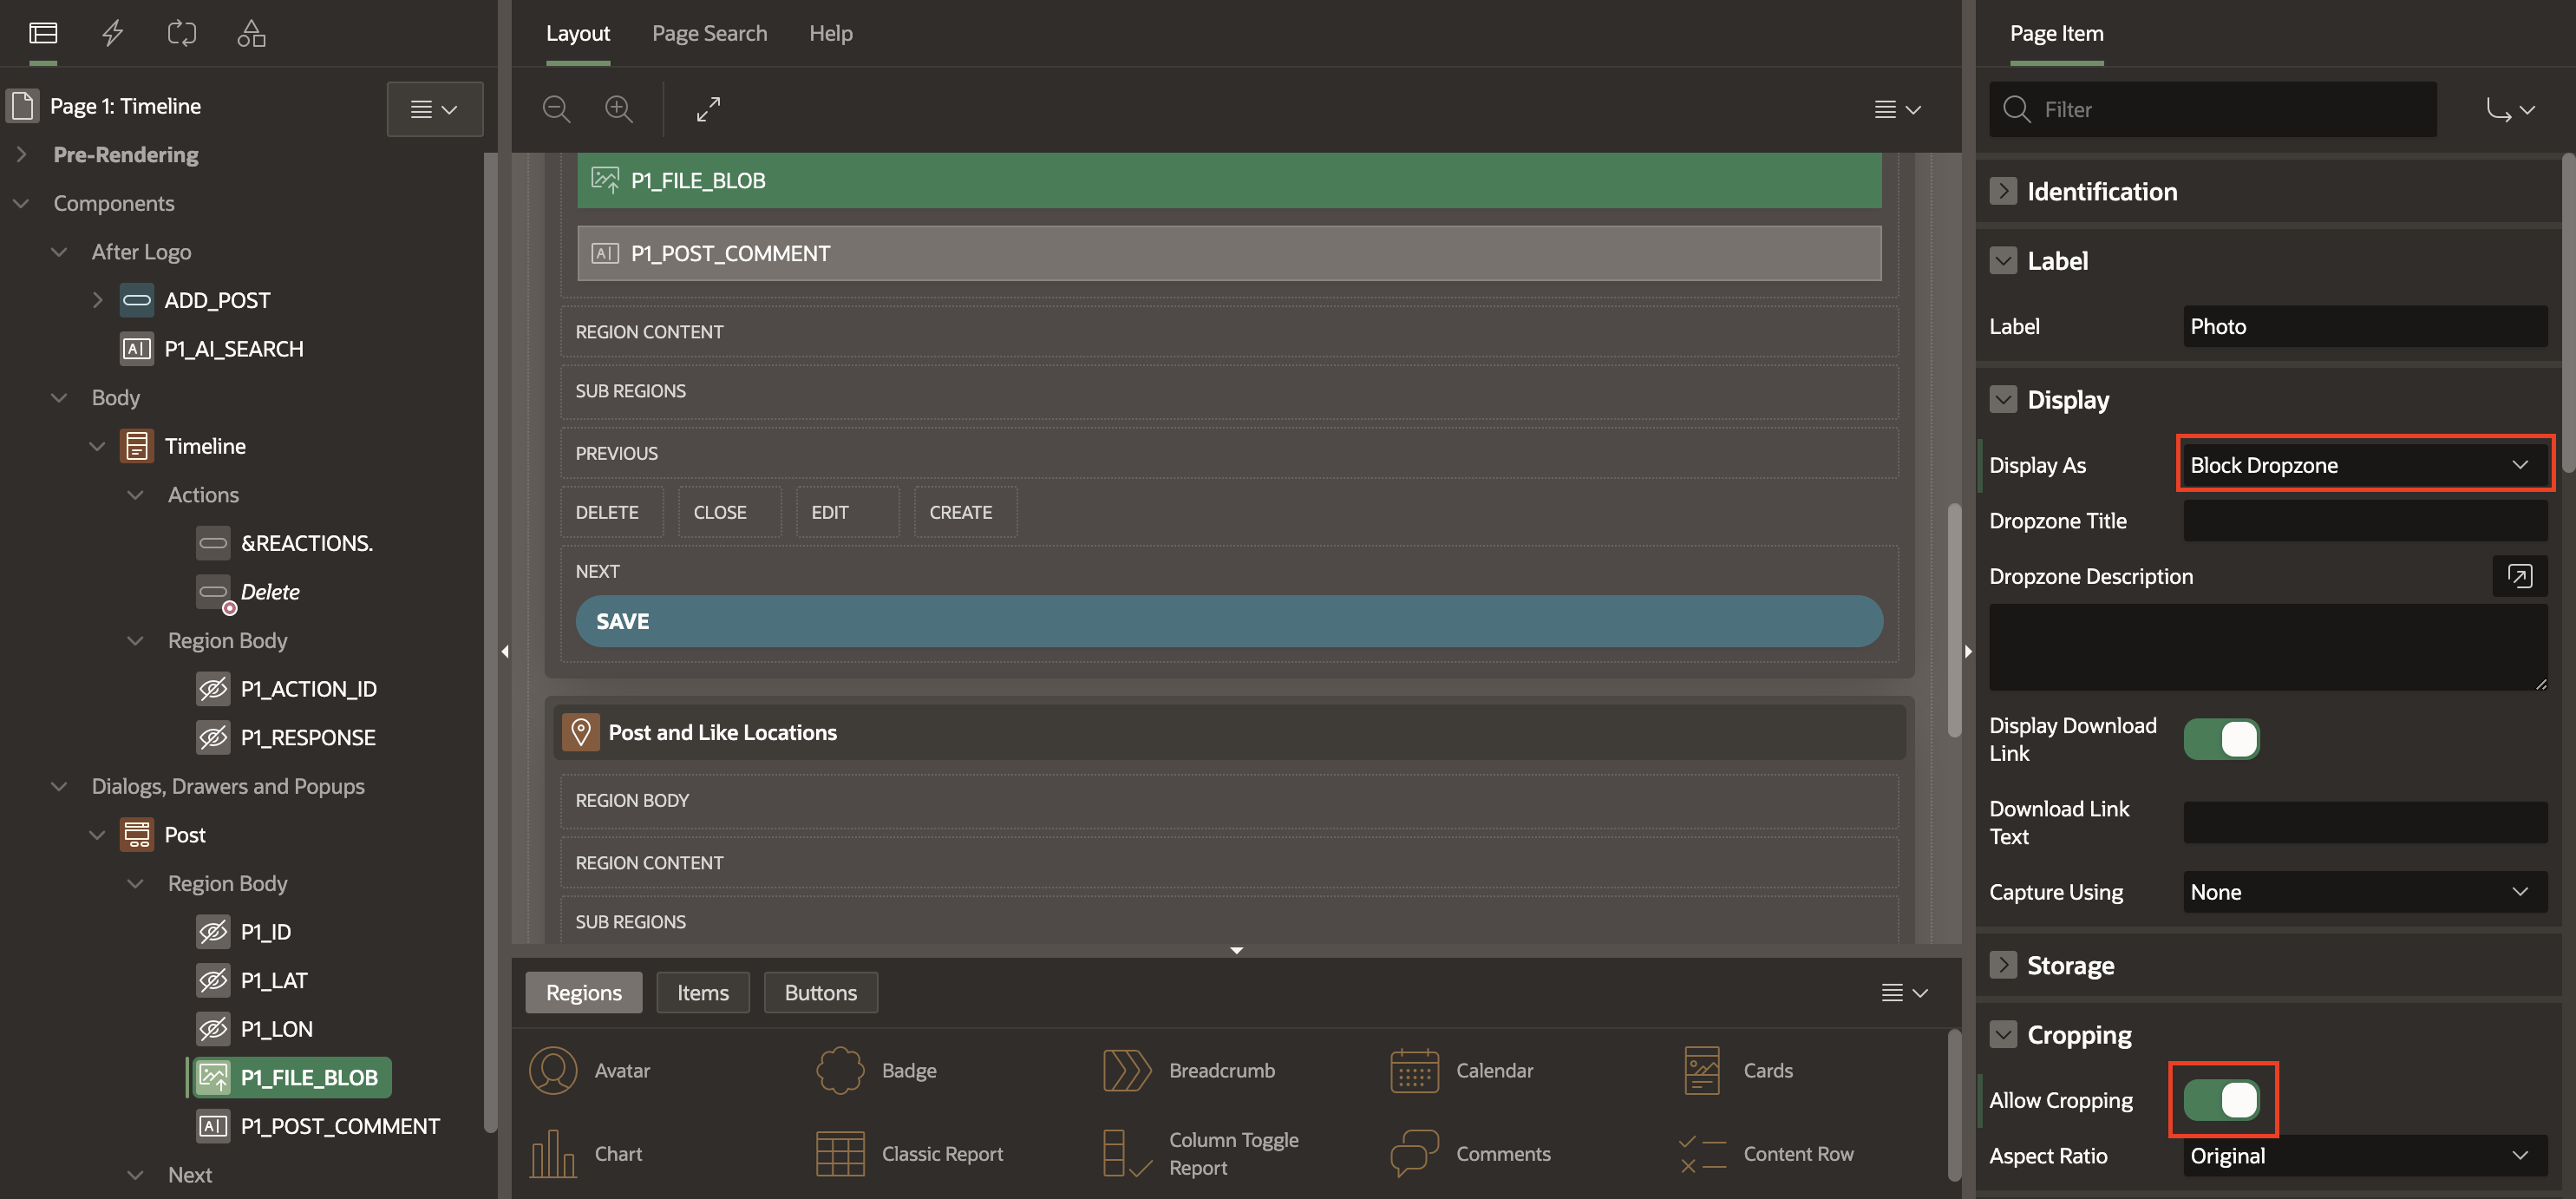 Page 1: Timeline
Pre-Rendering
Components
After Logo
ADD_POST
P1_AI_SEARCH
Body
Timeline
Actions
&REACTIONS.
Delete
Region Body
P1_ACTION_ID
P1_RESPONSE
Dialogs, Drawers and Popups
Post
Region Body
P1_ID
P1_LAT
P1_LON
P1_FILE_BLOB
P1_POST_COMMENT
Next
Layout
Page Search
Help
P1_FILE_BLOB
P1_POST_COMMENT
REGION CONTENT
SUB REGIONS
PREVIOUS
DELETE
CLOSE
EDIT
CREATE
NEXT
SAVE
Post and Like Locations
REGION BODY
REGION CONTENT
SUB REGIONS
Regions
Items
Buttons
Avatar
Badge
Breadcrumb
Calendar
Cards
Chart
Classic Report
Column Toggle
Report
Comments
Content Row
Page Item
Filter
Identification
Label
Label
Photo
Display
Display As
Block Dropzone
Dropzone Title
Dropzone Description
Display Download
Link
Download Link
Text
Capture Using
None
Storage
Cropping
Allow Cropping
Aspect Ratio
Original